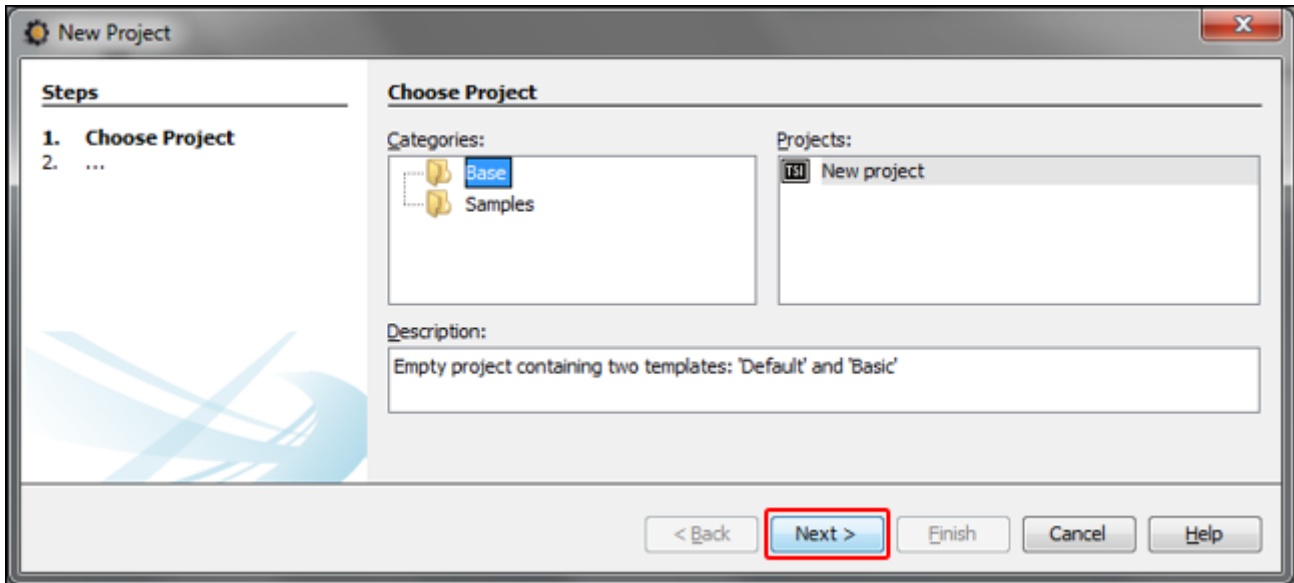 New Project
Steps
1. Choose Project
2. ...
Choose Project
Categories:
Base
Samples
Projects:
TSI New project
Description:
Empty project containing two templates: 'Default' and 'Basic'
< Back Next > Finish Cancel Help